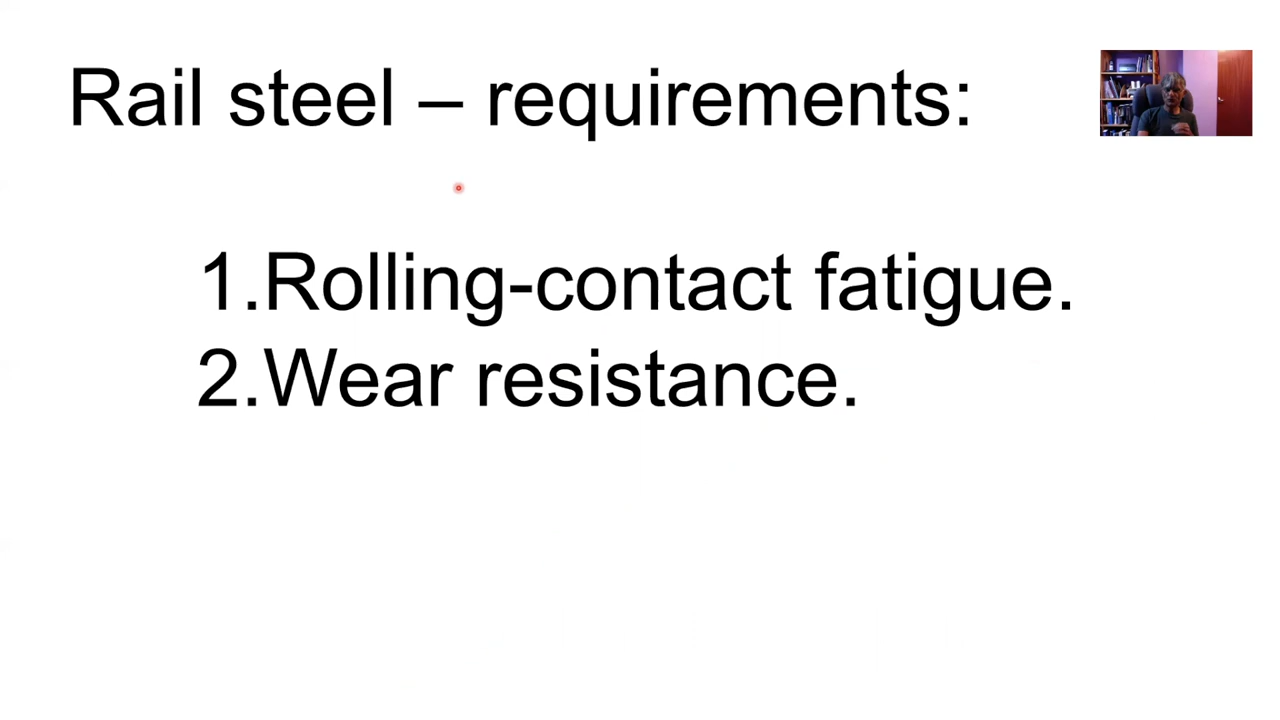 Rail steel – requirements:
1.Rolling-contact fatigue.
2.Wear resistance.